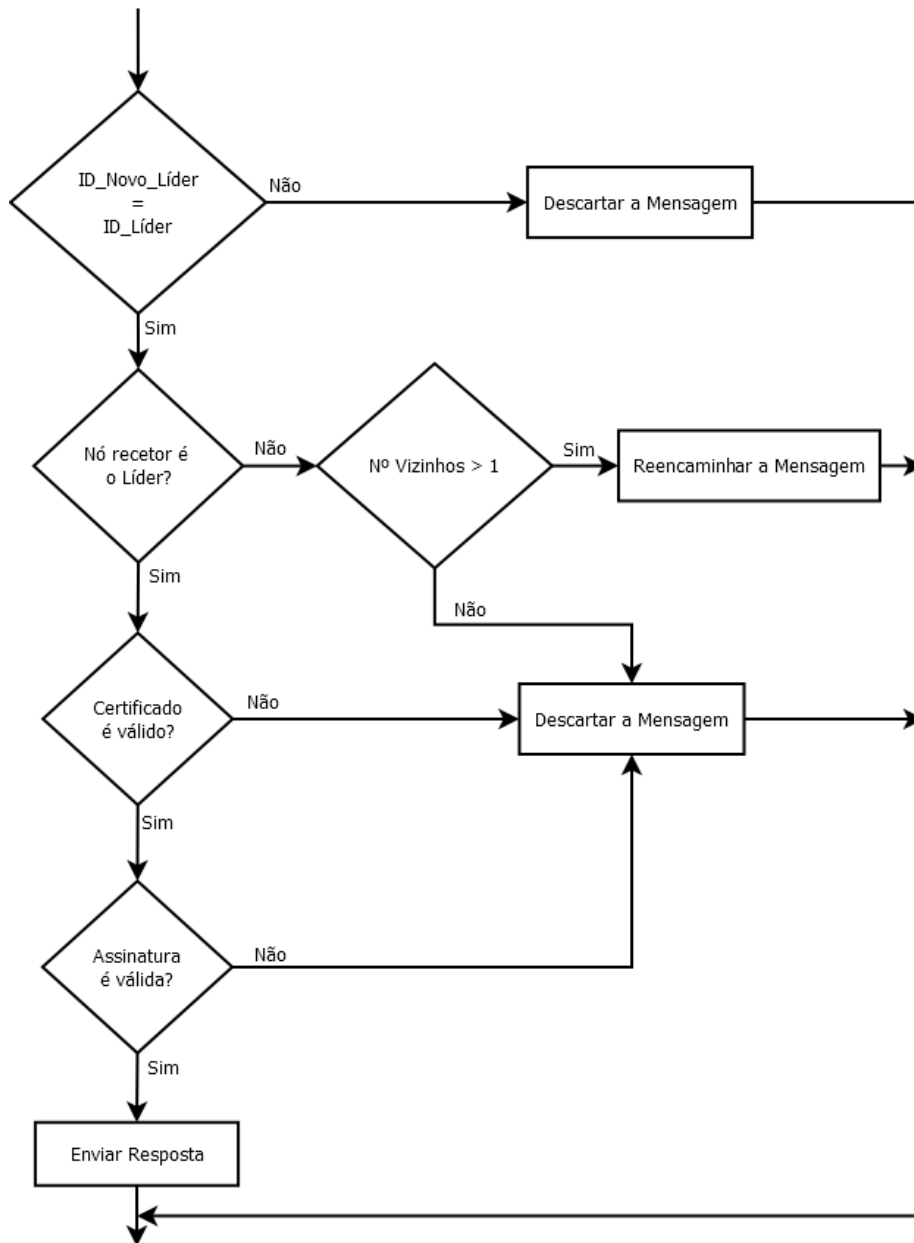 ID_Novo_Líder
=
ID_Líder
Não
Descartar a Mensagem
Sim
Nó recetor é
o Líder?
Não
Nº Vizinhos > 1
Sim
Reencaminhar a Mensagem
Sim
Não
Certificado
é válido?
Não
Descartar a Mensagem
Sim
Assinatura
é válida?
Não
Sim
Enviar Resposta